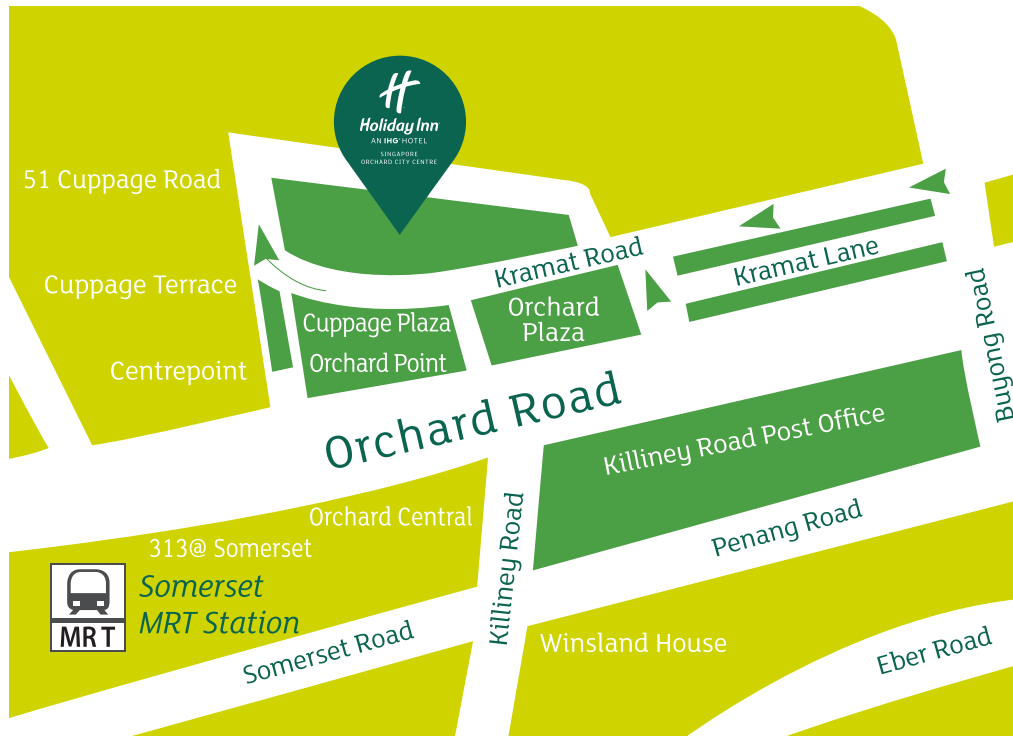 Holiday Inn
AN IHG® HOTEL
SINGAPORE
ORCHARD CITY CENTRE
51 Cuppage Road
Cuppage Terrace
Centrepoint
Kramat Road
Kramat Lane
Buyong Road
Cuppage Plaza
Orchard Point
Orchard
Plaza
Orchard Road
Killiney Road Post Office
Orchard Central
313@ Somerset
Somerset
MRT Station
MRT
Killiney Road
Penang Road
Somerset Road
Winsland House
Eber Road